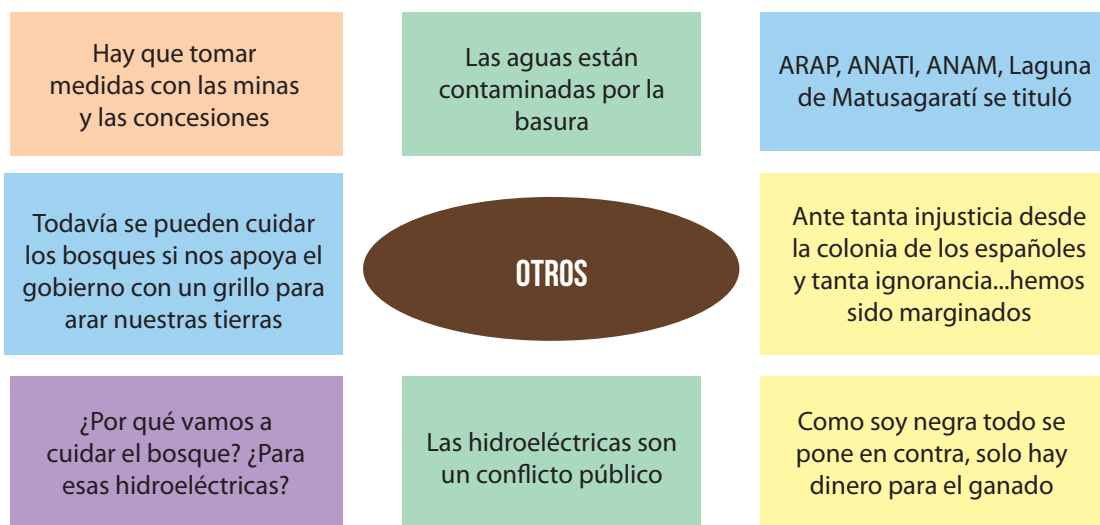 Hay que tomar
medidas con las minas
y las concesiones
Las aguas están
contaminadas por la
basura
ARAP, ANATI, ANAM, Laguna
de Matusagaratí se tituló
Todavía se pueden cuidar
los bosques si nos apoya el
gobierno con un grillo para
arar nuestras tierras
OTROS
Ante tanta injusticia desde
la colonia de los españoles
y tanta ignorancia...hemos
sido marginados
¿Por qué vamos a
cuidar el bosque? ¿Para
esas hidroeléctricas?
Las hidroeléctricas son
un conflicto público
Como soy negra todo se
pone en contra, solo hay
dinero para el ganado